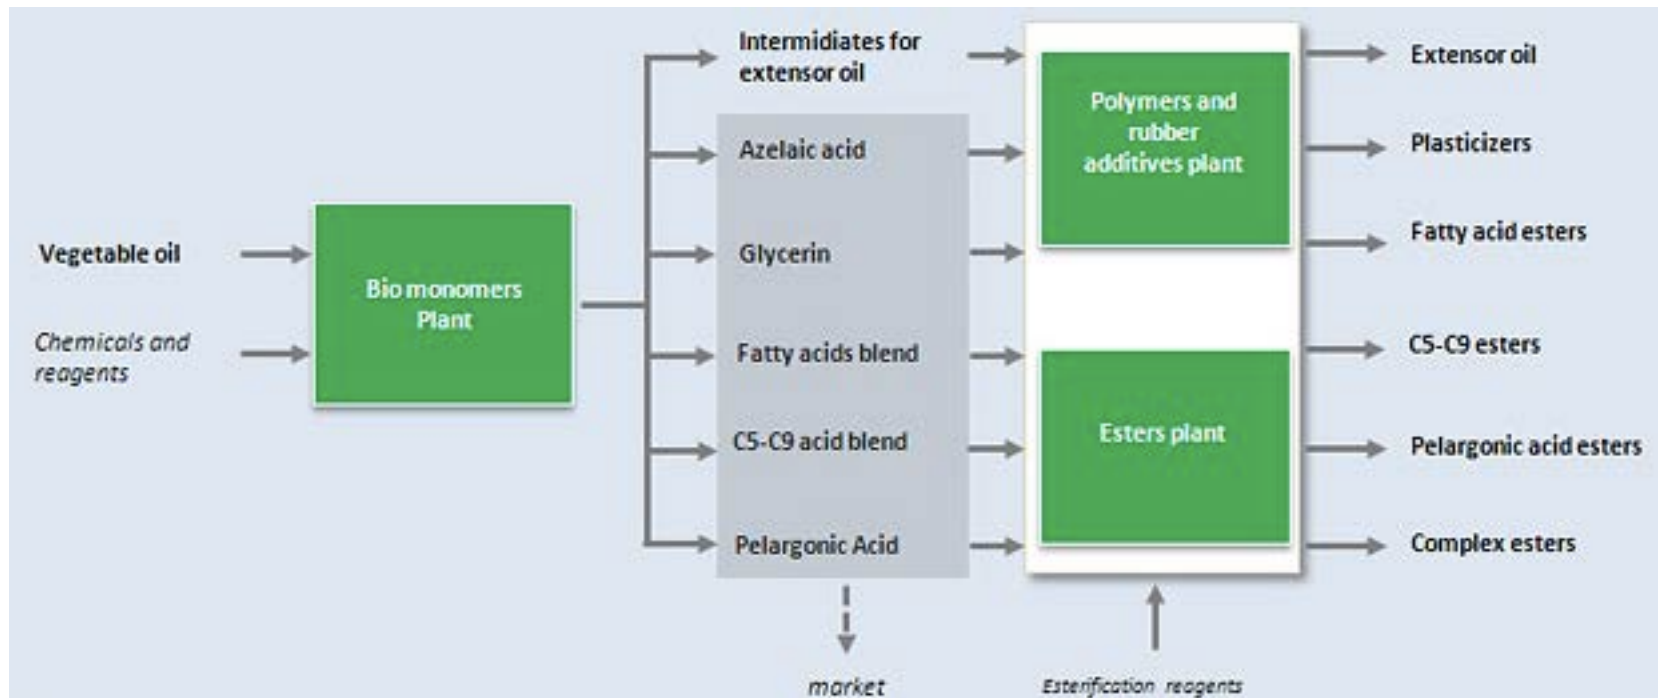 Vegetable oil
Chemicals and
reagents
Bio monomers
Plant
Intermidiates for
extensor oil
Azelaic acid
Glycerin
Fatty acids blend
C5-C9 acid blend
Pelargonic Acid
market
Polymers and
rubber
additives plant
Esters plant
Esterification reagents
Extensor oil
Plasticizers
Fatty acid esters
C5-C9 esters
Pelargonic acid esters
Complex esters